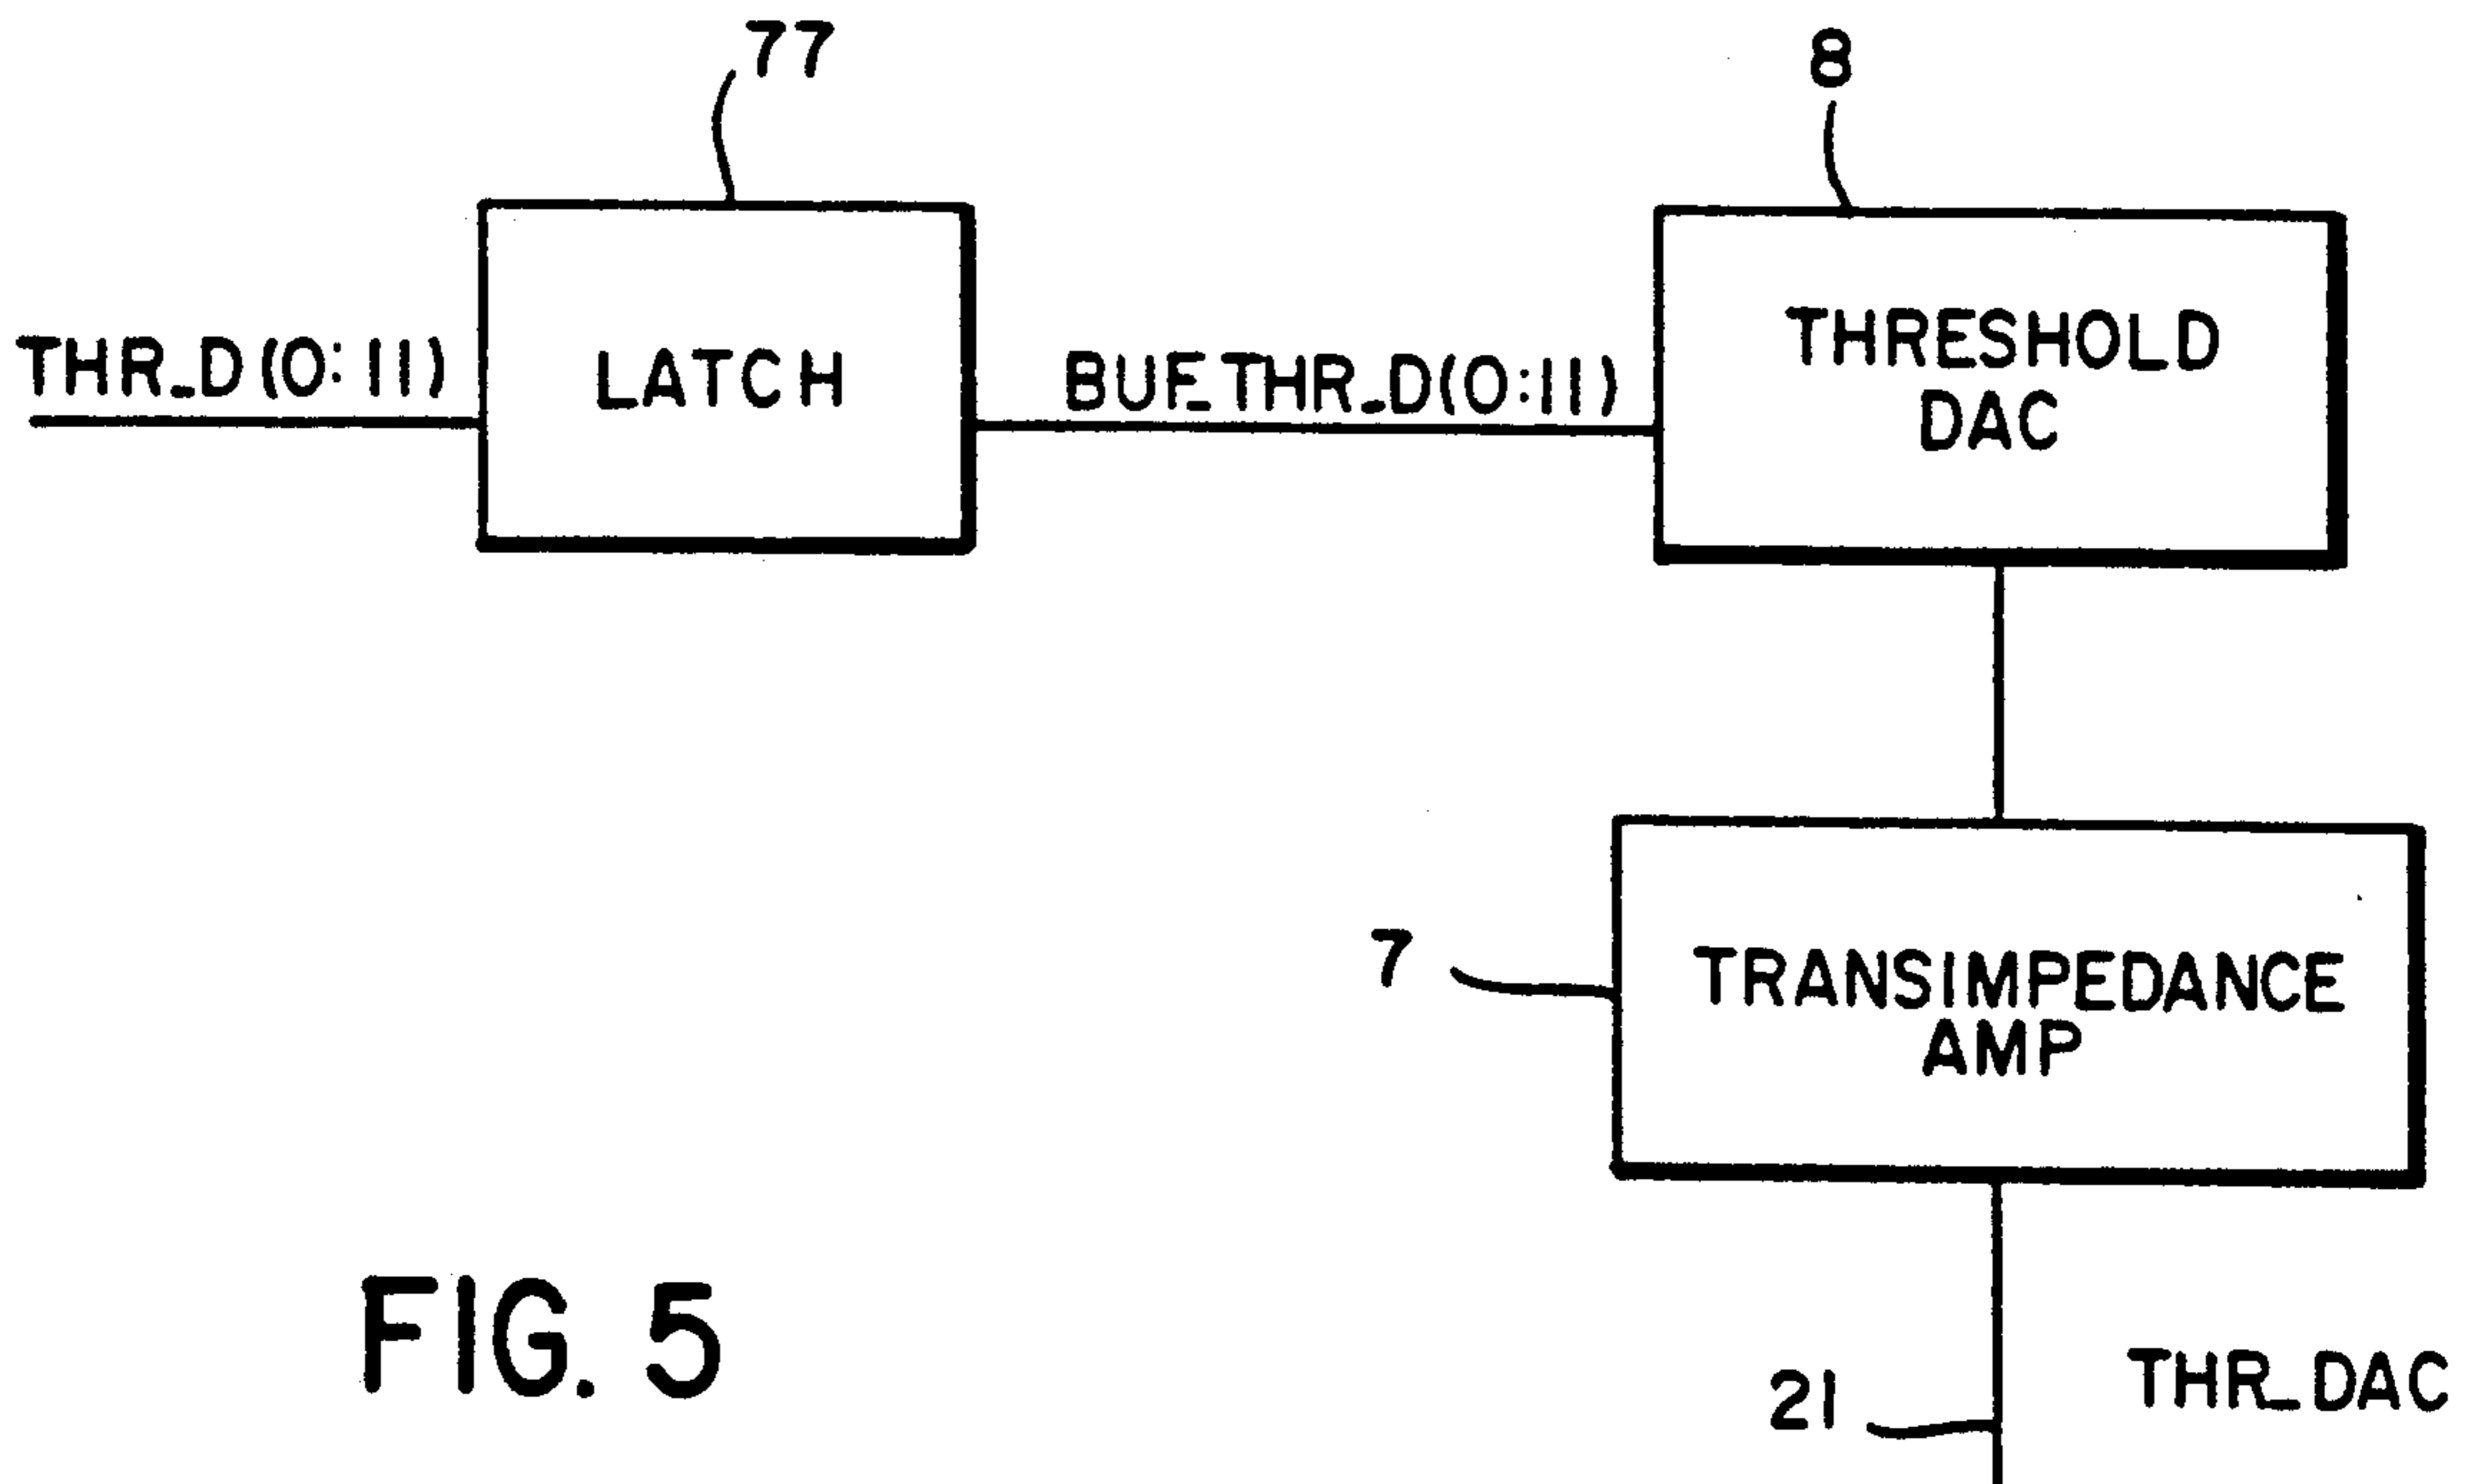 77
8
THR_D(0:11)
LATCH
BUF_THR_D(0:11)
THRESHOLD
DAC
7
TRANSIMPEDANCE
AMP
FIG. 5
21
THR_DAC